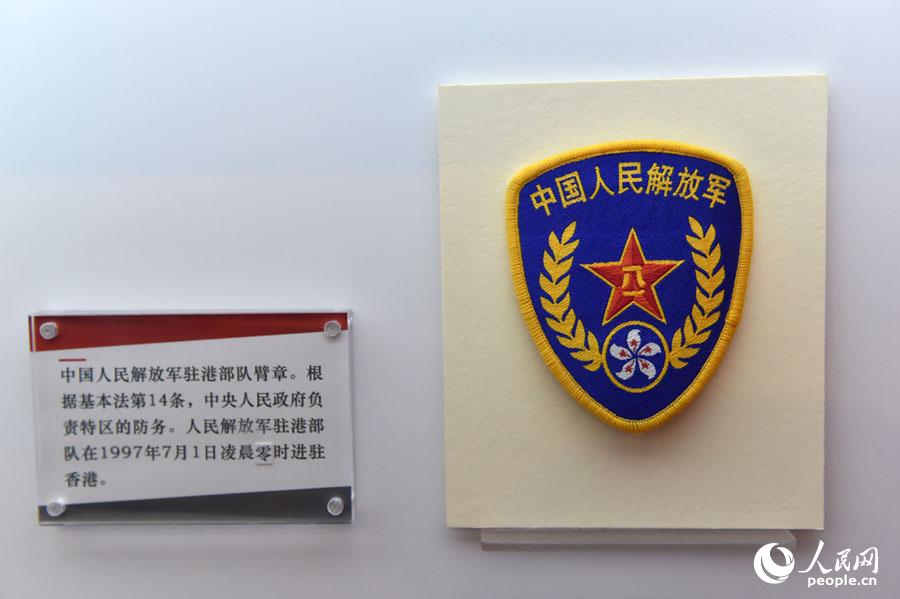 中国人民解放军驻港部队臂章。根
据基本法第14条，中央人民政府负
责特区的防务。人民解放军驻港部
队在1997年7月1日凌晨零时进驻
香港。
中国人民解放军
八一
人民网
people.cn